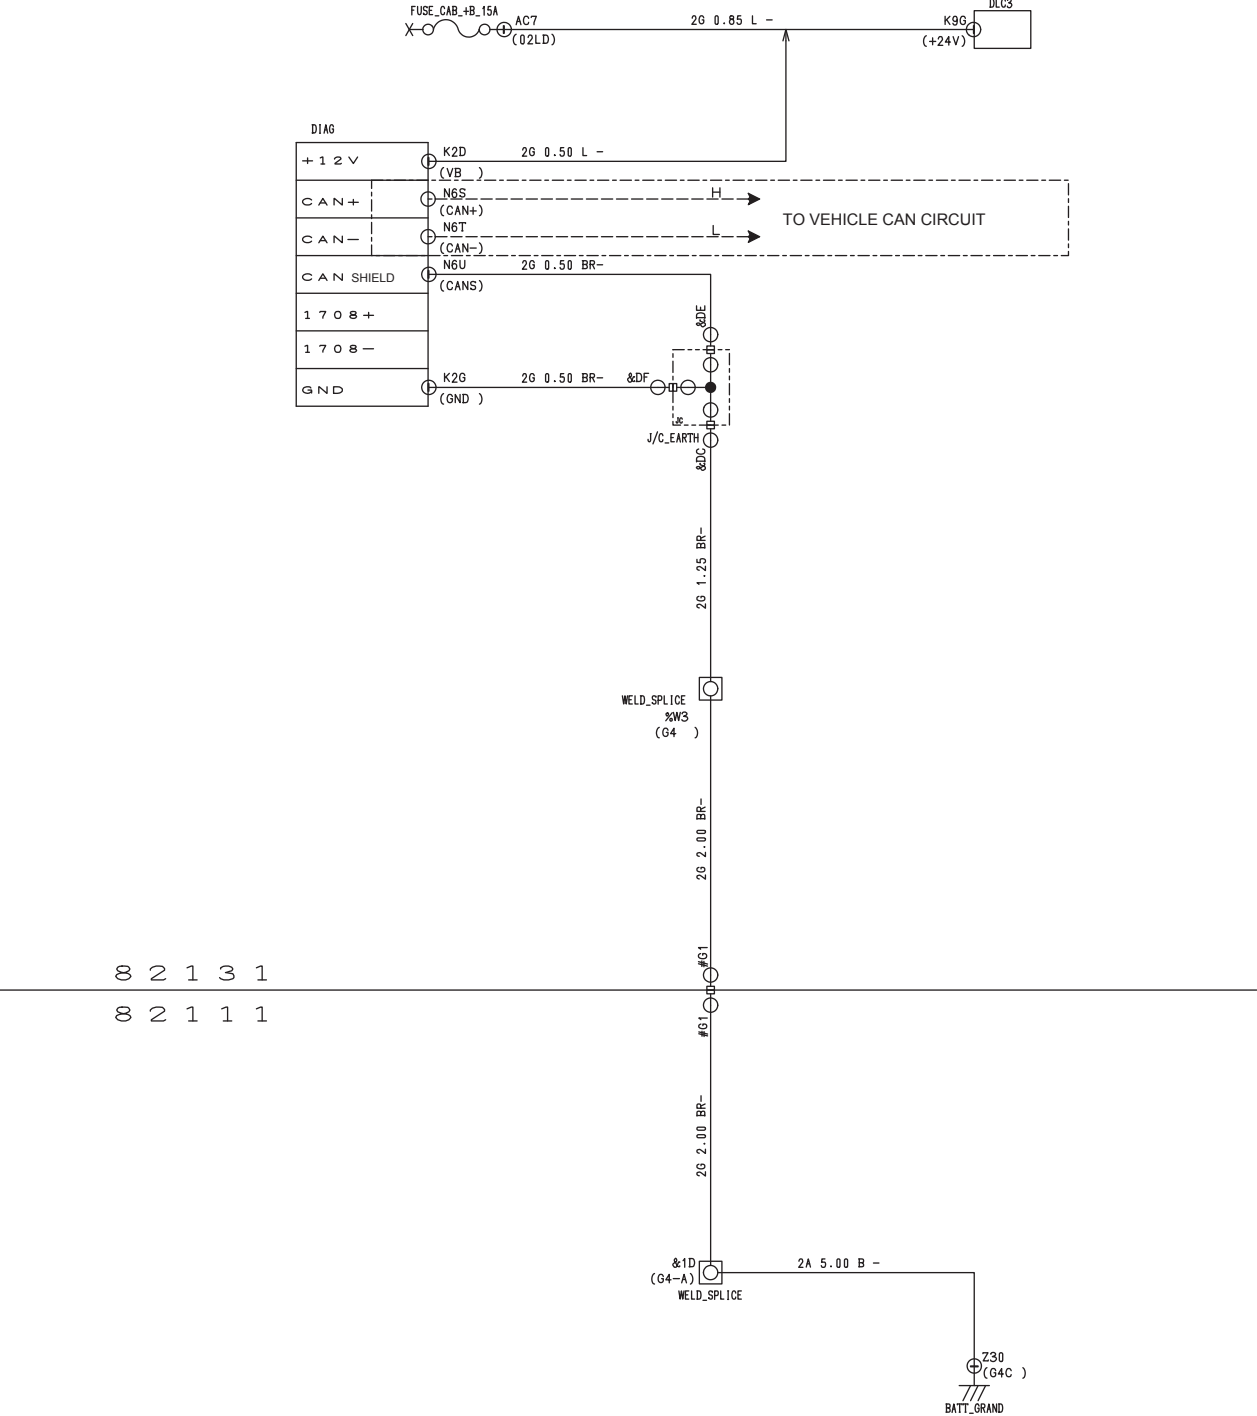 DLC3
FUSE_CAB_+B_15A
AC7
2G 0.85 L -
K9G
(02LD)
(+24V)
DIAG
+12V
K2D
2G 0.50 L -
(VB )
CAN+
N6S
H
(CAN+)
TO VEHICLE CAN CIRCUIT
CAN-
N6T
L
(CAN-)
CAN SHIELD
N6U
2G 0.50 BR-
(CANS)
1708+
&DE
1708-
GND
K2G
2G 0.50 BR-
&DF
(GND )
JC
J/C_EARTH
&DC
2G 1.25 BR-
WELD_SPLICE
%W3
(G4 )
2G 2.00 BR-
#G1
82131
82111
#G1
2G 2.00 BR-
&1D
2A 5.00 B -
(G4-A)
WELD_SPLICE
Z30
(G4C )
BATT_GRAND